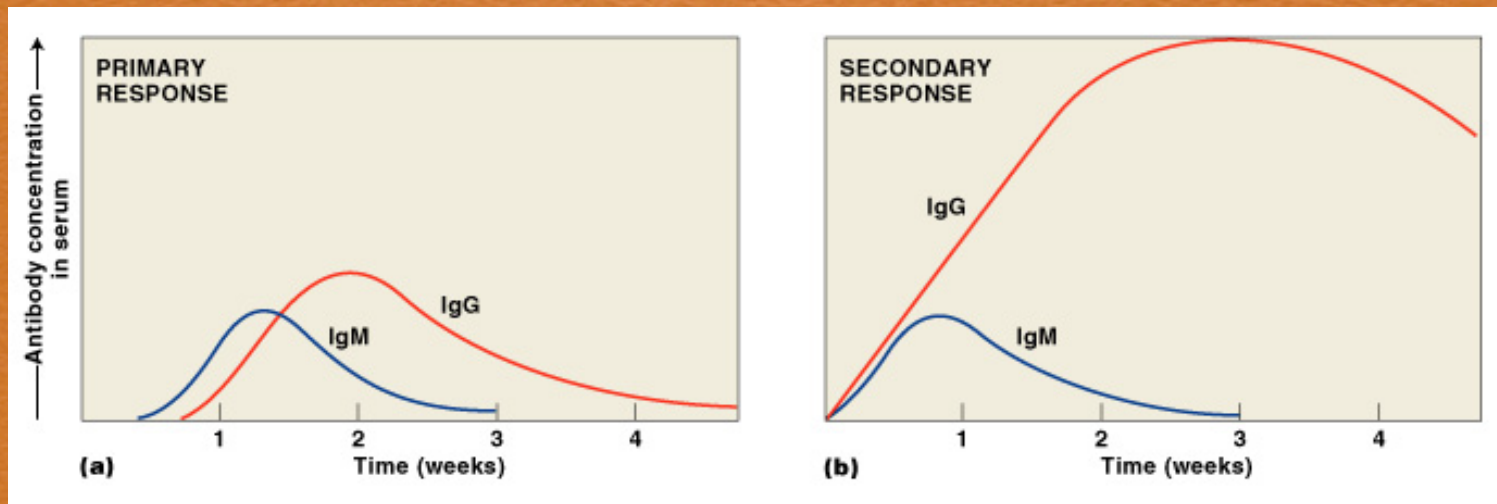 Antibody concentration
in serum
PRIMARY
RESPONSE
IgM
IgG
1 2 3 4
(a) Time (weeks)
SECONDARY
RESPONSE
IgG
IgM
1 2 3 4
(b) Time (weeks)